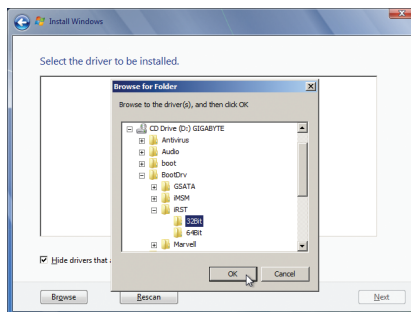 Install Windows
Select the driver to be installed.
Browse for Folder
Browse to the driver(s), and then click OK
CD Drive (D:) GIGABYTE
Antivirus
Audio
boot
BootDrv
GSATA
iMSM
iRST
32Bit
64Bit
Marvell
Hide drivers that
OK
Cancel
Browse
Rescan
Next